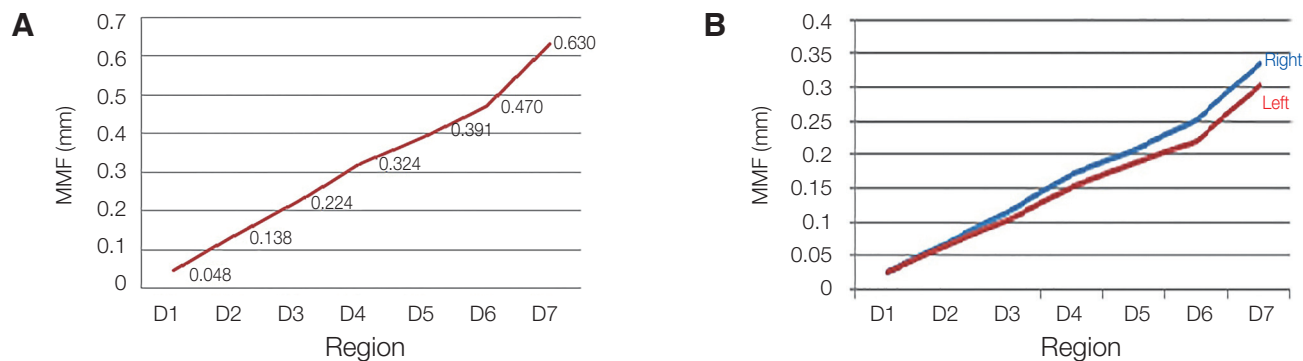 A
MMF (mm)
0.7
0.6
0.5
0.4
0.3
0.2
0.1
0
0.048
0.138
0.224
0.324
0.391
0.470
0.630
D1 D2 D3 D4 D5 D6 D7
Region
B
MMF (mm)
0.4
0.35
0.3
0.25
0.2
0.15
0.1
0.05
0
Right
Left
D1 D2 D3 D4 D5 D6 D7
Region